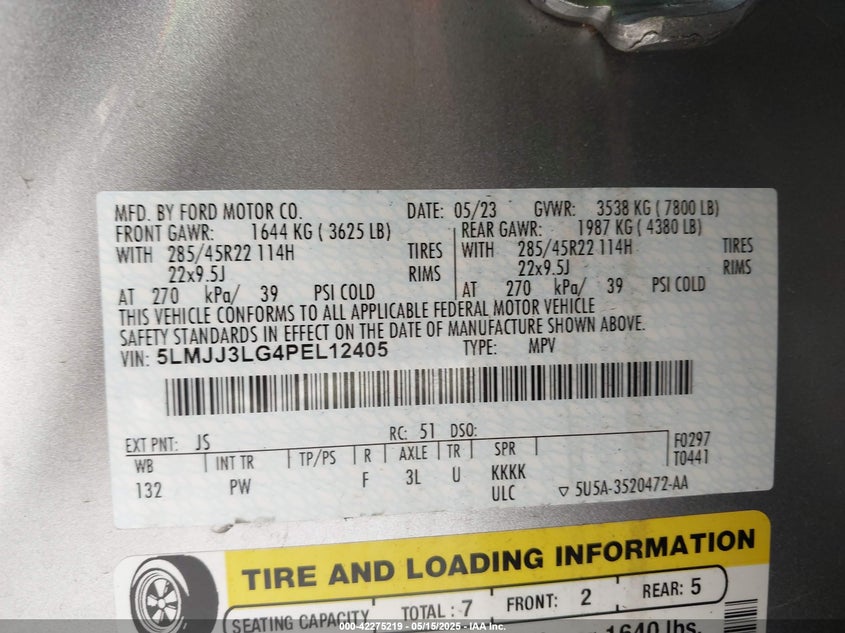 MFD. BY FORD MOTOR CO. DATE: 05/23 GVWR: 3538 KG ( 7800 LB)
FRONT GAWR: 1644 KG ( 3625 LB) REAR GAWR: 1987 KG ( 4380 LB)
WITH 285/45R22 114H TIRES WITH 285/45R22 114H TIRES
22x9.5J RIMS 22x9.5J RIMS
AT 270 kPa/ 39 PSI COLD AT 270 kPa/ 39 PSI COLD
THIS VEHICLE CONFORMS TO ALL APPLICABLE FEDERAL MOTOR VEHICLE
SAFETY STANDARDS IN EFFECT ON THE DATE OF MANUFACTURE SHOWN ABOVE.
VIN: 5LMJJ3LG4PEL12405 TYPE: MPV
EXT PNT: JS RC: 51 DSO: F0297
WB INT TR TP/PS R AXLE TR SPR T0441
132 PW F 3L U KKKK
ULC 5U5A-3520472-AA
TIRE AND LOADING INFORMATION
SEATING CAPACITY TOTAL : 7 FRONT: 2 REAR: 5
1640 lbs.
000-42275219 - 05/15/2025 - IAA Inc.